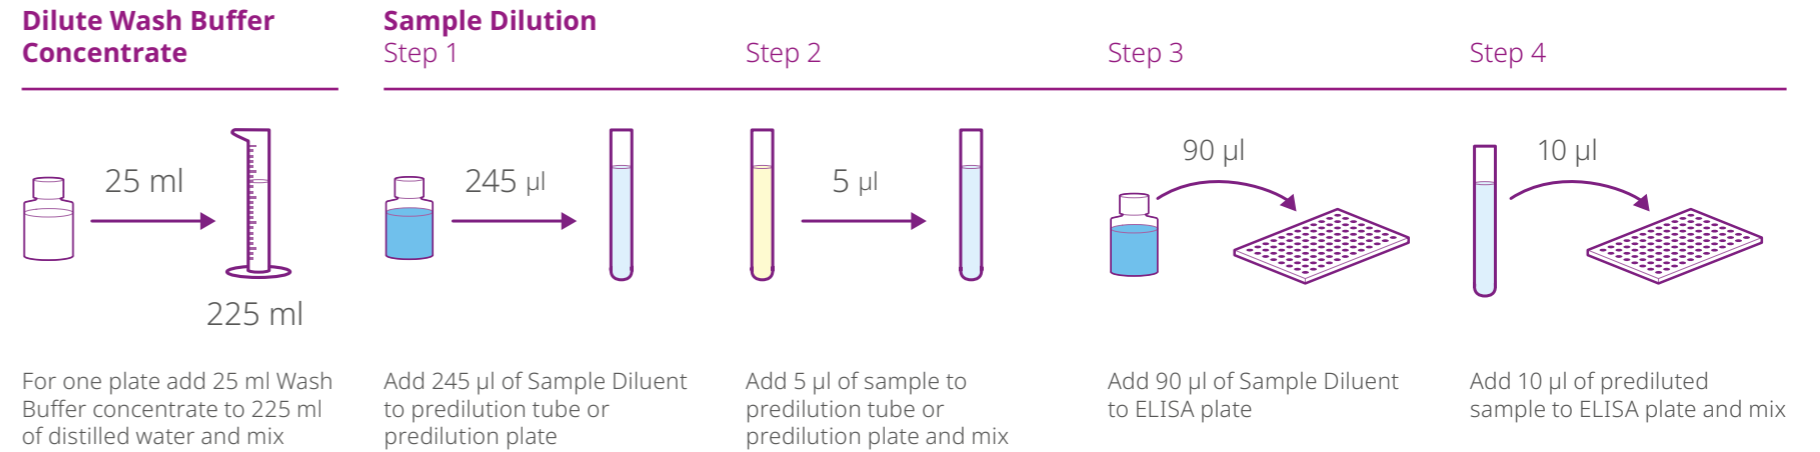 Dilute Wash Buffer
Concentrate
25 ml
225 ml
For one plate add 25 ml Wash
Buffer concentrate to 225 ml
of distilled water and mix
Sample Dilution
Step 1
245 µl
Add 245 µl of Sample Diluent
to predilution tube or
predilution plate
Step 2
5 µl
Add 5 µl of sample to
predilution tube or
predilution plate and mix
Step 3
90 µl
Add 90 µl of Sample Diluent
to ELISA plate
Step 4
10 µl
Add 10 µl of prediluted
sample to ELISA plate and mix